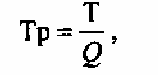 Тр = Т/Q,